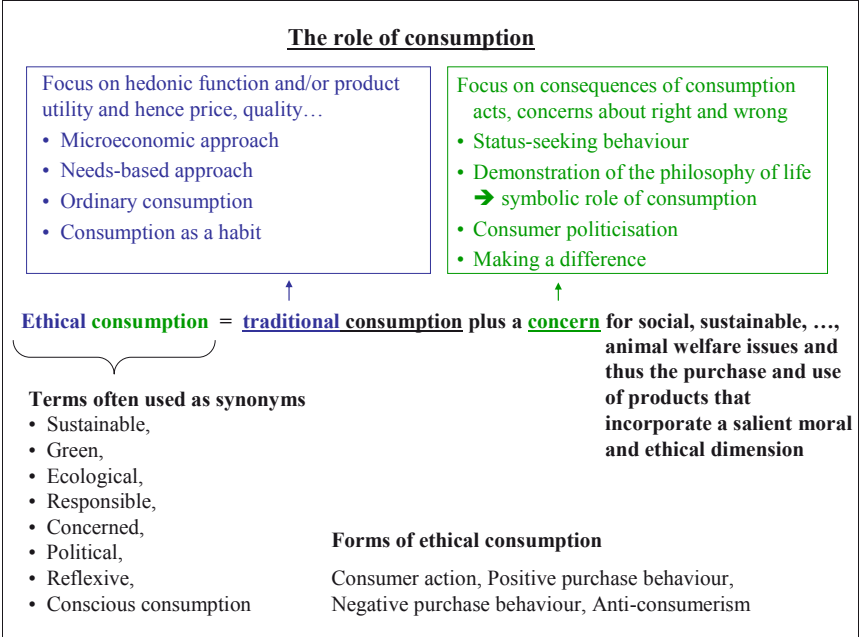 The role of consumption
Focus on hedonic function and/or product
utility and hence price, quality…
• Microeconomic approach
• Needs-based approach
• Ordinary consumption
• Consumption as a habit
Focus on consequences of consumption
acts, concerns about right and wrong
• Status-seeking behaviour
• Demonstration of the philosophy of life
➔ symbolic role of consumption
• Consumer politicisation
• Making a difference
Ethical consumption = traditional consumption plus a concern for social, sustainable, …,
animal welfare issues and
thus the purchase and use
of products that
incorporate a salient moral
and ethical dimension
Terms often used as synonyms
• Sustainable,
• Green,
• Ecological,
• Responsible,
• Concerned,
• Political,
• Reflexive,
• Conscious consumption
Forms of ethical consumption
Consumer action, Positive purchase behaviour,
Negative purchase behaviour, Anti-consumerism